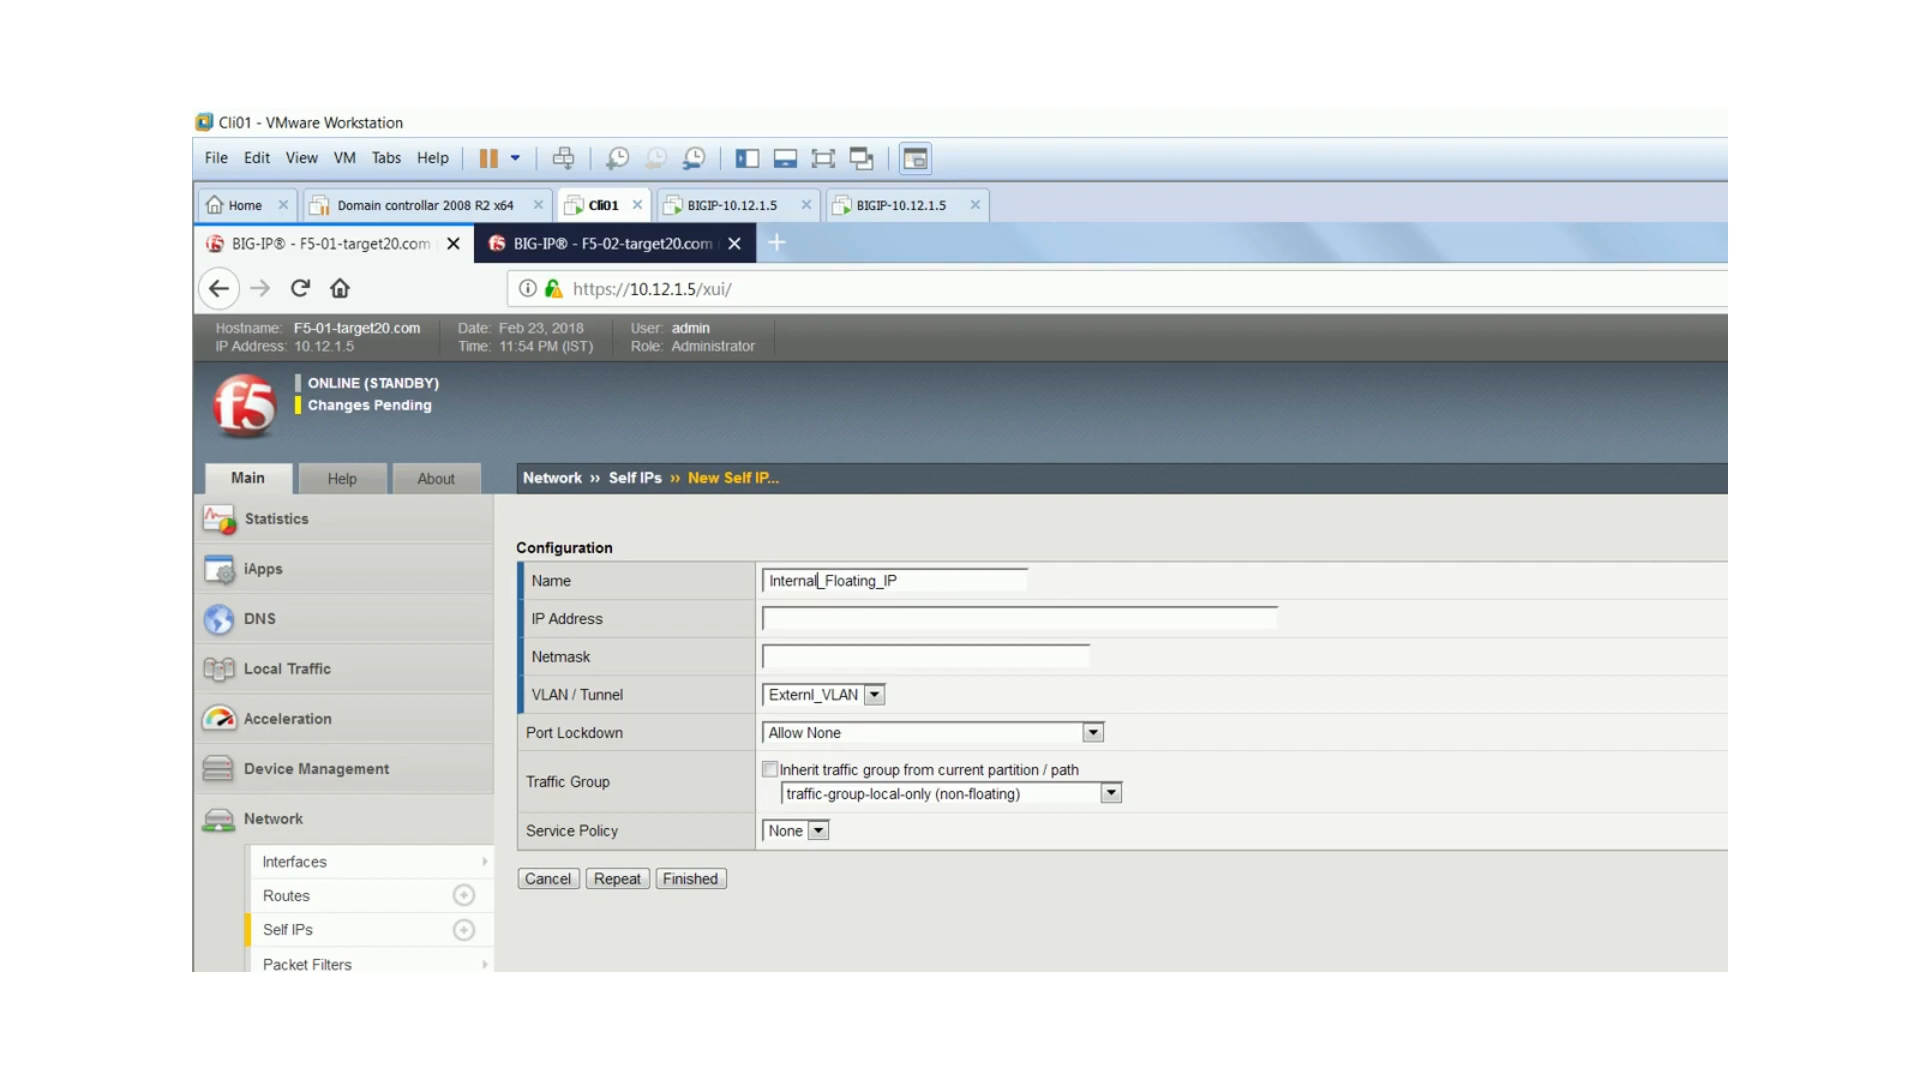 Cli01 - VMware Workstation
File Edit View VM Tabs Help
Home Domain controllar 2008 R2 x64 Cli01 BIGIP-10.12.1.5 BIGIP-10.12.1.5
BIG-IP® - F5-01-target20.com BIG-IP® - F5-02-target20.com
https://10.12.1.5/xui/
Hostname: F5-01-target20.com Date: Feb 23, 2018 User: admin
IP Address: 10.12.1.5 Time: 11:54 PM (IST) Role: Administrator
f5
ONLINE (STANDBY)
Changes Pending
Main Help About
Network ›› Self IPs ›› New Self IP...
Statistics
iApps
DNS
Local Traffic
Acceleration
Device Management
Network
Interfaces
Routes
Self IPs
Packet Filters
Configuration
Name Internal_Floating_IP
IP Address
Netmask
VLAN / Tunnel Externl_VLAN
Port Lockdown Allow None
Traffic Group Inherit traffic group from current partition / path
traffic-group-local-only (non-floating)
Service Policy None
Cancel Repeat Finished